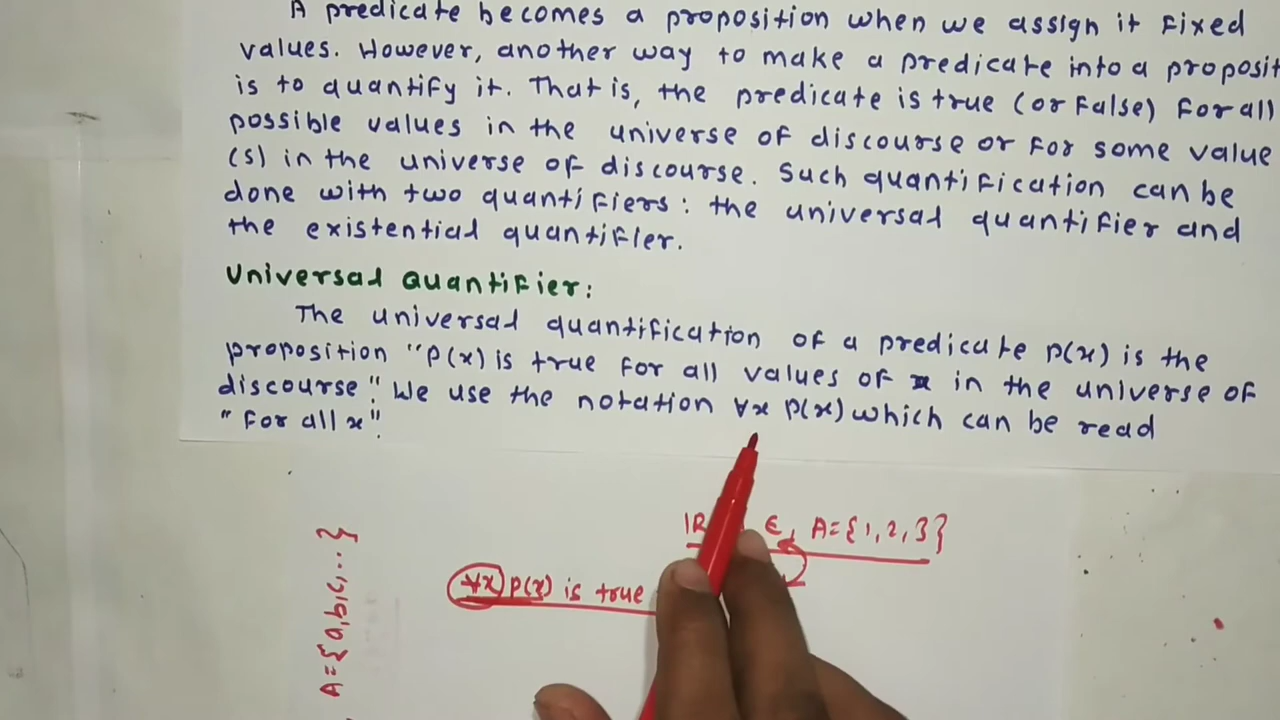 A predicate becomes a proposition when we assign it fixed
values. However, another way to make a predicate into a proposit
is to quantify it. That is, the predicate is true (or False) For all
possible values in the universe of discourse or for some value
(s) in the universe of discourse. Such quantification can be
done with two quantifiers: the universal quantifier and
the existential quantifier.
Universal Quantifier:
The universal quantification of a predicate P(x) is the
proposition "P(x) is true for all values of x in the universe of
discourse". We use the notation ∀x P(x) which can be read
"For all x".
IR ∈, A={1,2,3}
∀x P(x) is true
A={a,b,c,...}